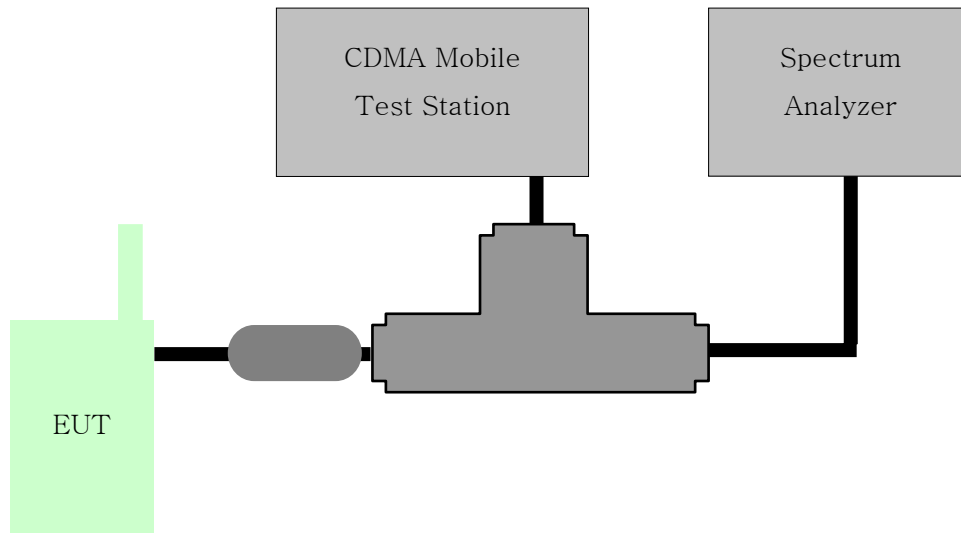 CDMA Mobile
Test Station
Spectrum
Analyzer
EUT